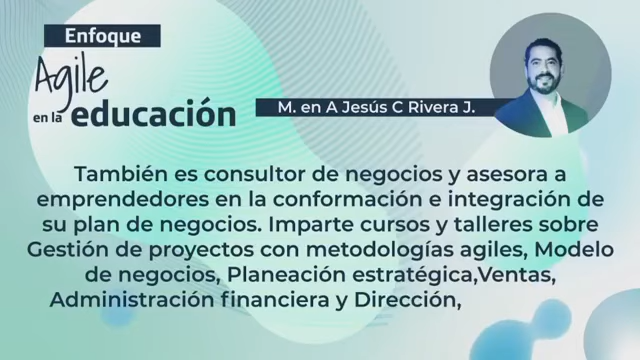 Enfoque
Agile
en la educación
M. en A Jesús C Rivera J.
También es consultor de negocios y asesora a
emprendedores en la conformación e integración de
su plan de negocios. Imparte cursos y talleres sobre
Gestión de proyectos con metodologías agiles, Modelo
de negocios, Planeación estratégica,Ventas,
Administración financiera y Dirección,